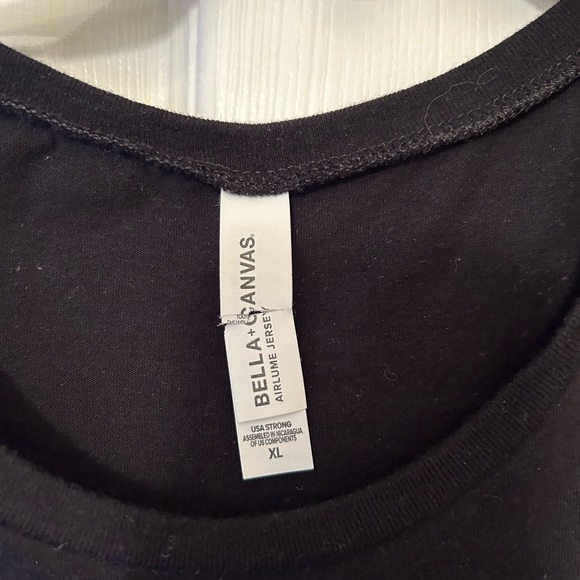 BELLA+CANVAS®
AIRLUME JERSEY
USA STRONG
ASSEMBLED IN NICARAGUA
OF US COMPONENTS
XL